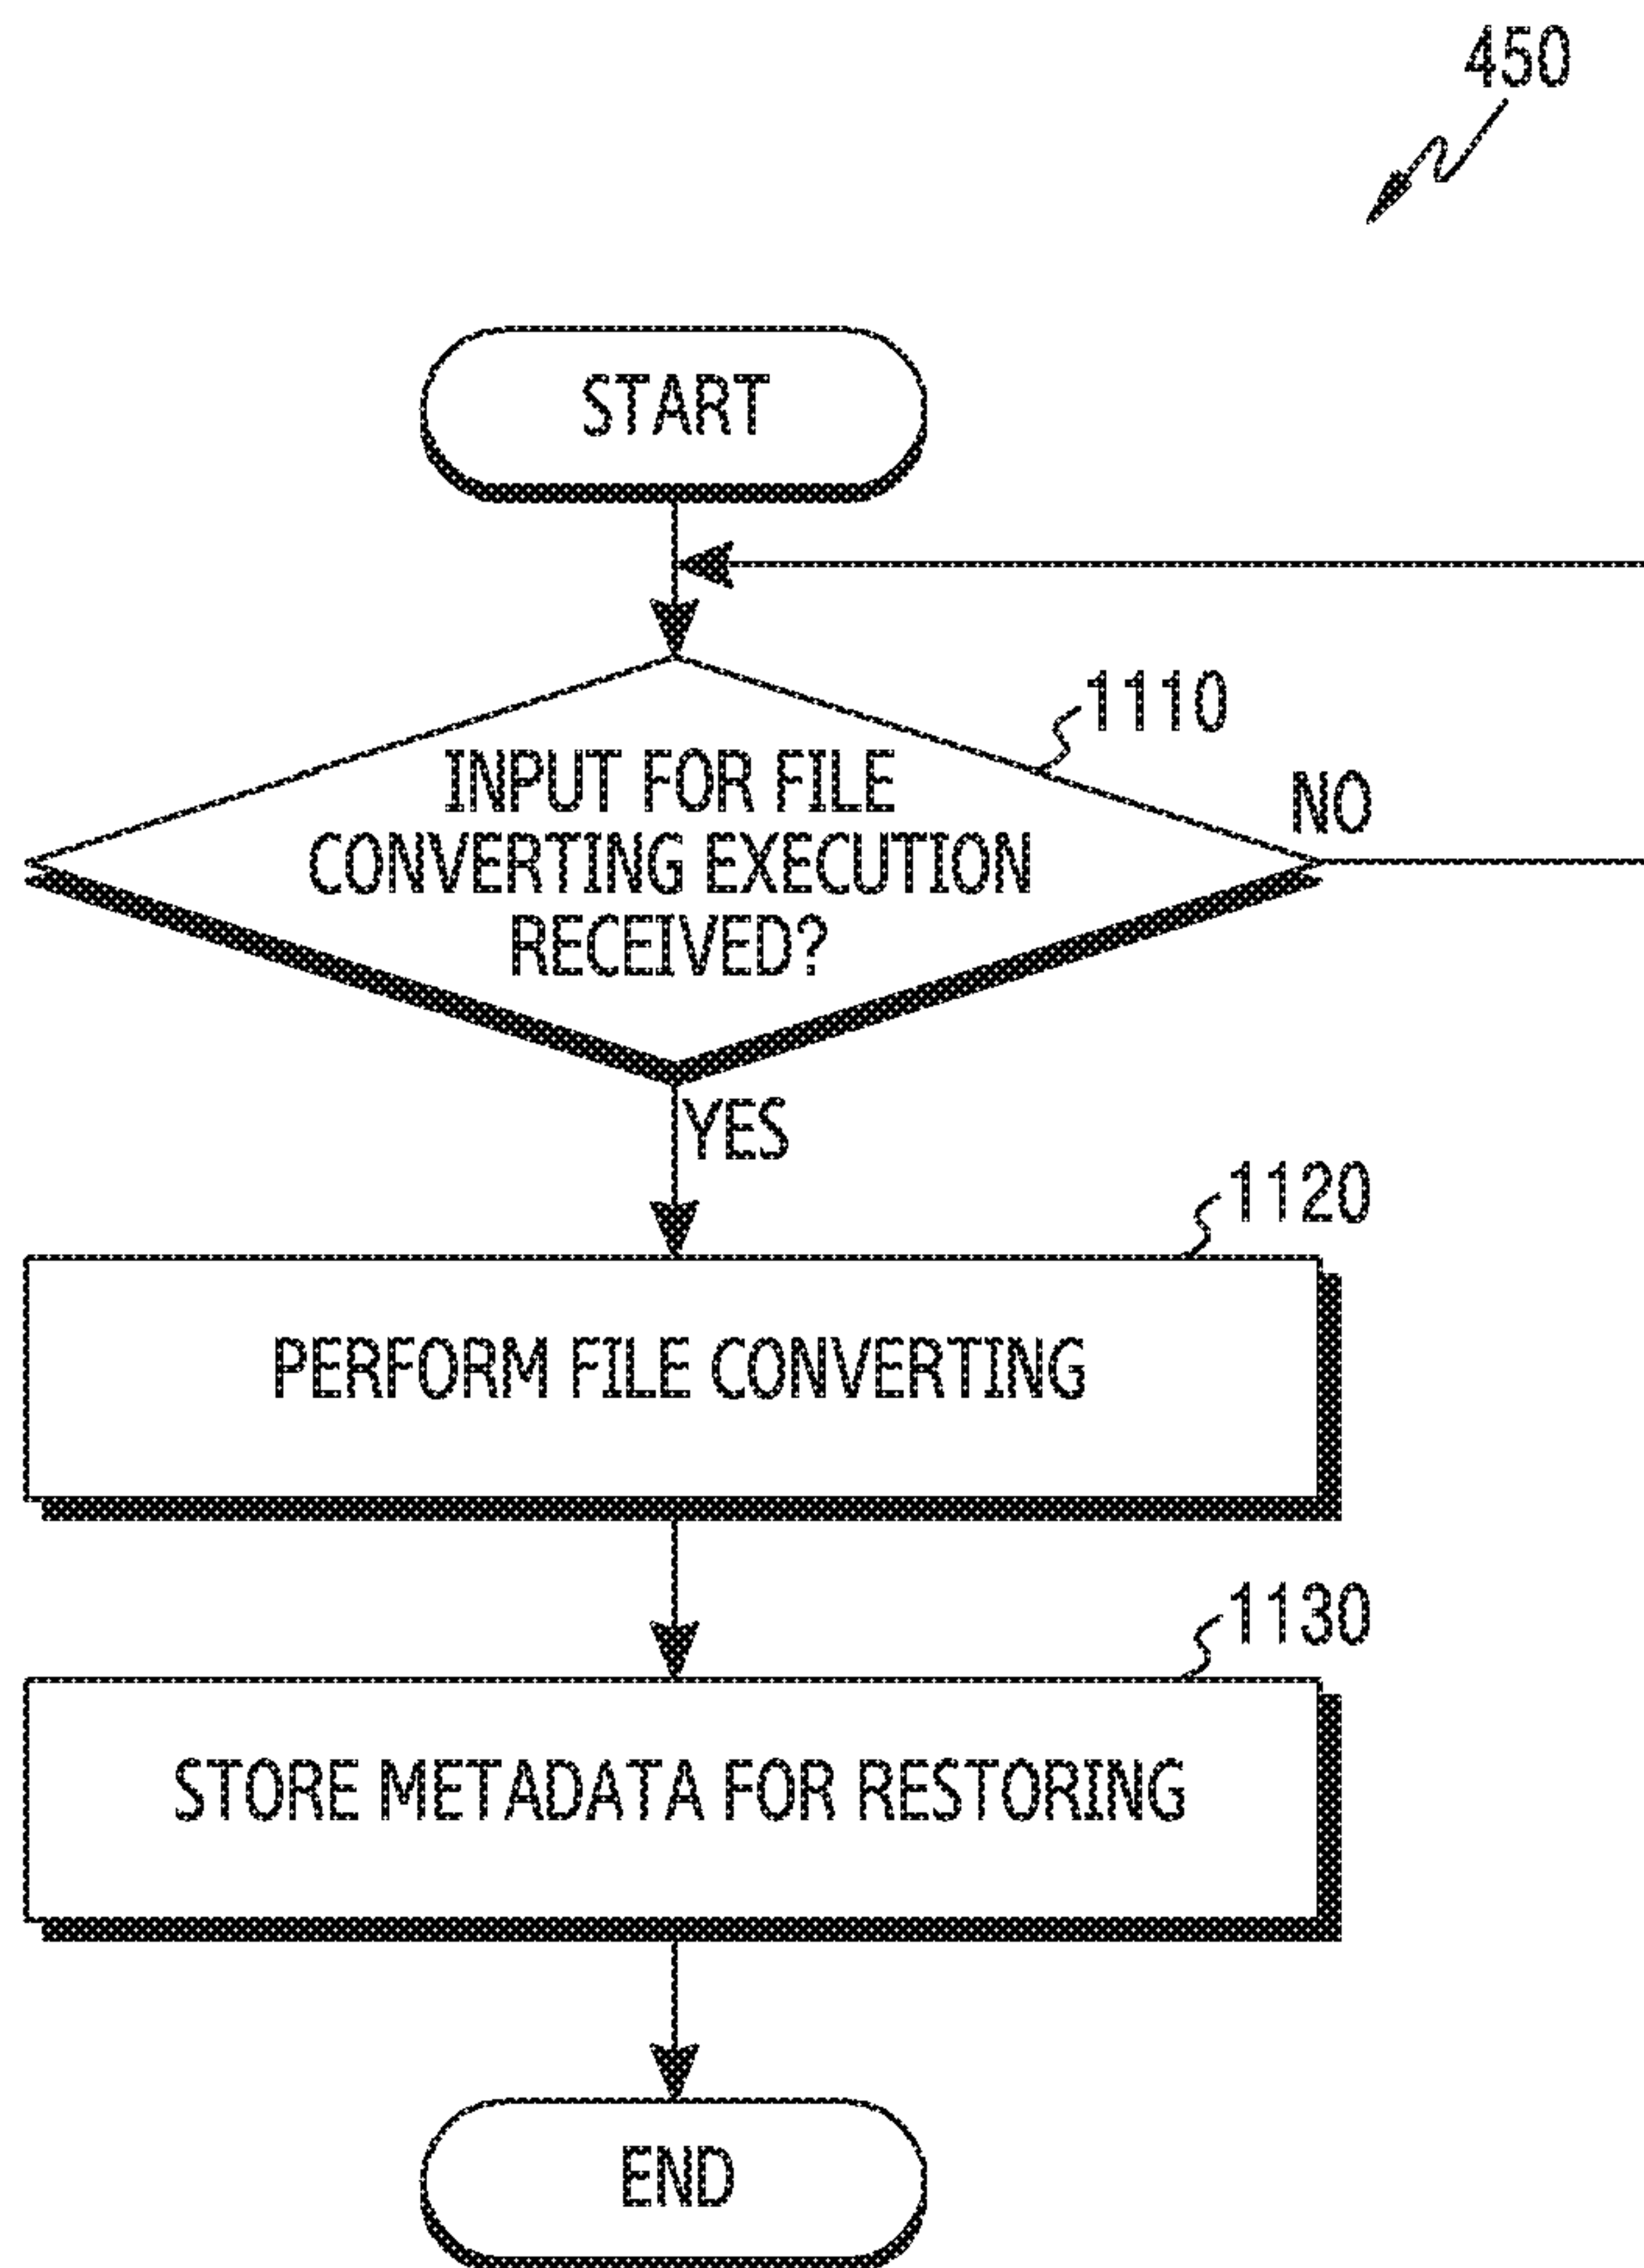 450
START
1110
INPUT FOR FILE
CONVERTING EXECUTION
RECEIVED?
NO
YES
1120
PERFORM FILE CONVERTING
1130
STORE METADATA FOR RESTORING
END